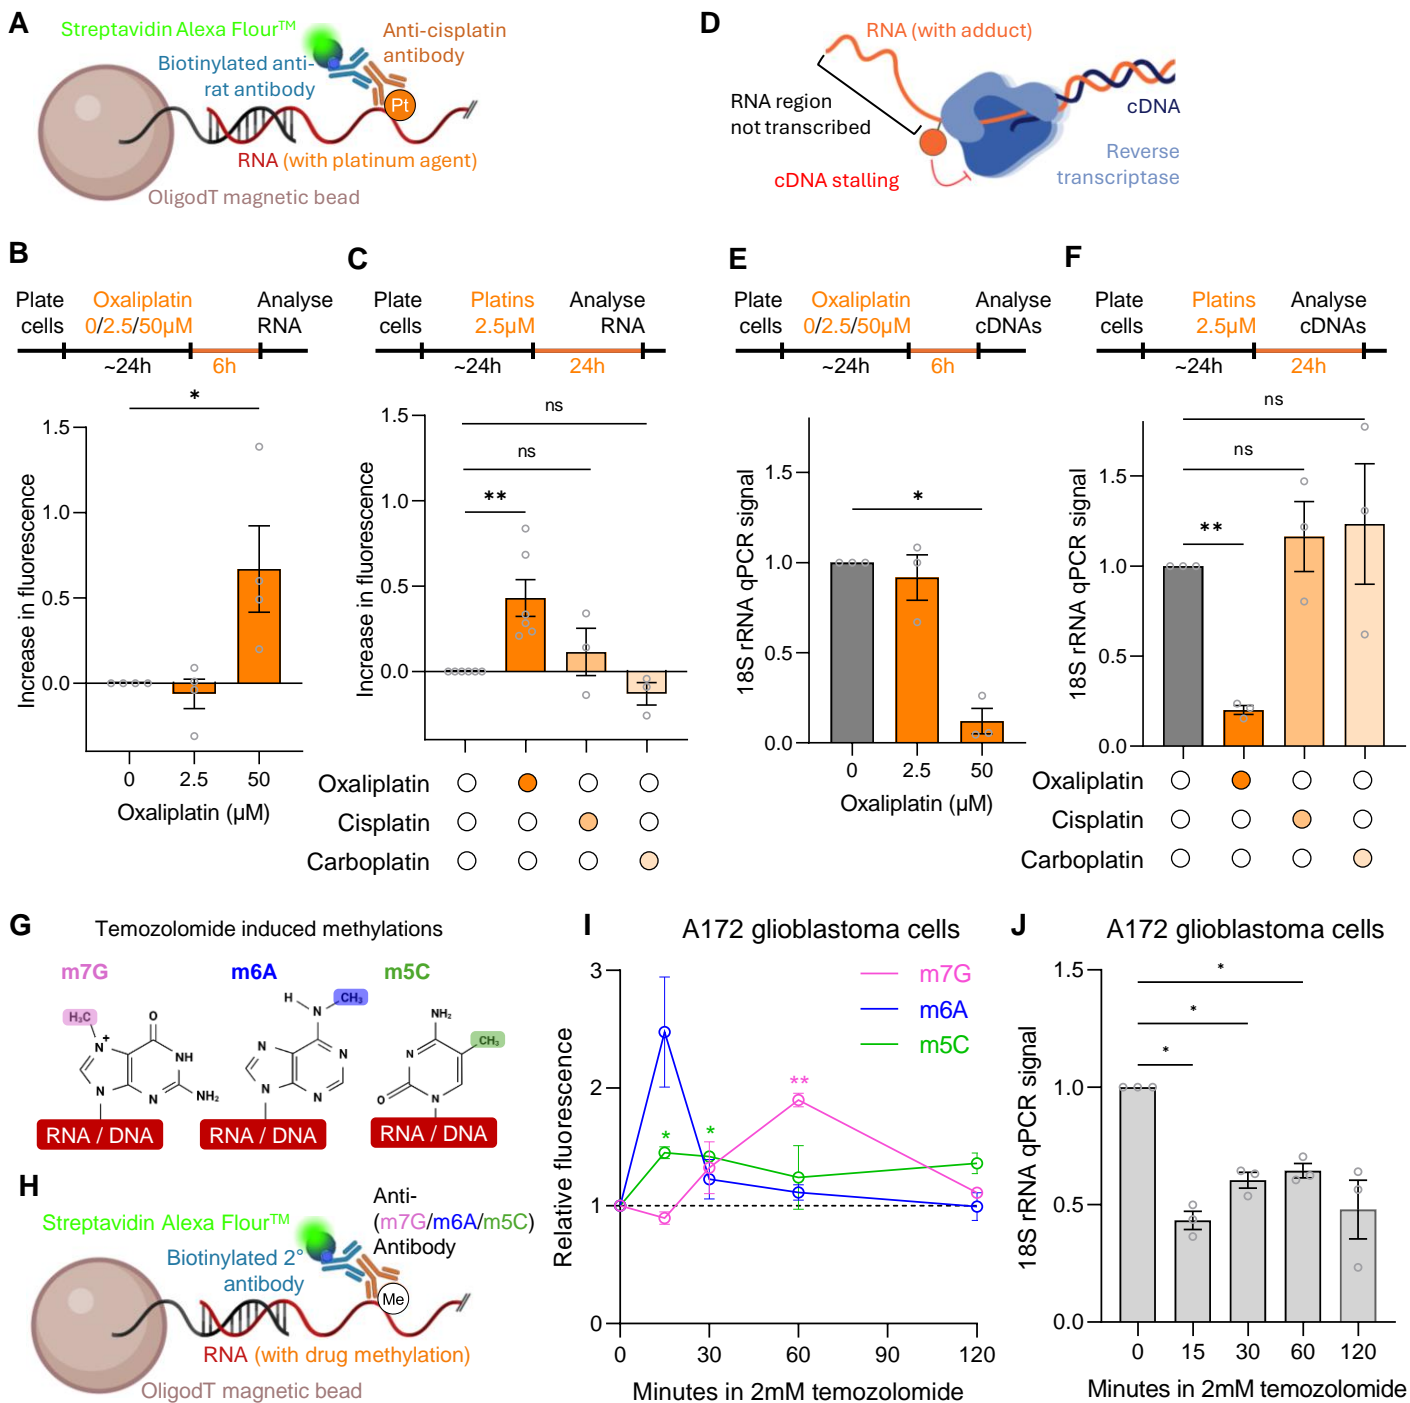 A
Streptavidin Alexa Flour™
Anti-cisplatin
antibody
Biotinylated anti-
rat antibody
Pt
RNA (with platinum agent)
OligodT magnetic bead
D
RNA (with adduct)
RNA region
not transcribed
cDNA
cDNA stalling
Reverse
transcriptase
B
Plate
cells
Oxaliplatin
0/2.5/50µM
Analyse
RNA
~24h
6h
*
Increase in fluorescence
1.5
1.0
0.5
0.0
0
2.5
50
Oxaliplatin (µM)
C
Plate
cells
Platins
2.5µM
Analyse
RNA
~24h
24h
ns
ns
**
Increase in fluorescence
1.5
1.0
0.5
0.0
Oxaliplatin
Cisplatin
Carboplatin
E
Plate
cells
Oxaliplatin
0/2.5/50µM
Analyse
cDNAs
~24h
6h
*
18S rRNA qPCR signal
1.5
1.0
0.5
0.0
0
2.5
50
Oxaliplatin (µM)
F
Plate
cells
Platins
2.5µM
Analyse
cDNAs
~24h
24h
ns
ns
**
18S rRNA qPCR signal
1.5
1.0
0.5
0.0
Oxaliplatin
Cisplatin
Carboplatin
G
Temozolomide induced methylations
m7G
m6A
m5C
H₃C
O
N
+
NH
N
N
NH₂
RNA / DNA
H
N
CH₃
N
N
N
N
RNA / DNA
NH₂
N
CH₃
O
N
RNA / DNA
H
Streptavidin Alexa Flour™
Anti-
(m7G/m6A/m5C)
Antibody
Biotinylated 2°
antibody
Me
RNA (with drug methylation)
OligodT magnetic bead
I
A172 glioblastoma cells
m7G
m6A
m5C
Relative fluorescence
3
2
1
0
*
*
**
0
30
60
90
120
Minutes in 2mM temozolomide
J
A172 glioblastoma cells
*
*
*
18S rRNA qPCR signal
1.5
1.0
0.5
0.0
0
15
30
60
120
Minutes in 2mM temozolomide